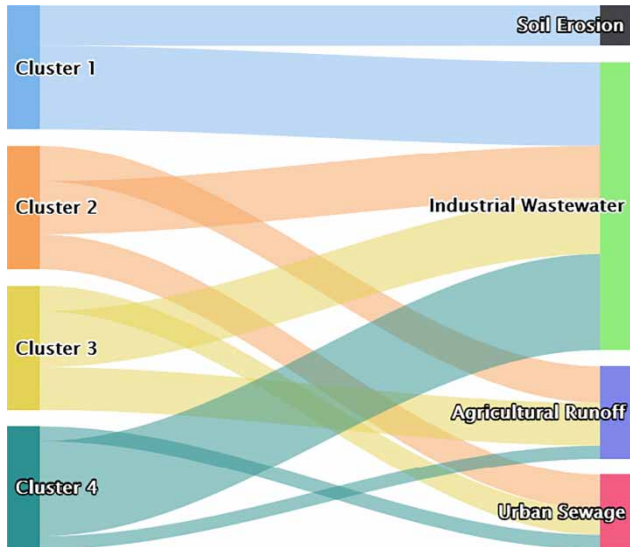 Soil Erosion
Cluster 1
Cluster 2
Industrial Wastewater
Cluster 3
Agricultural Runoff
Cluster 4
Urban Sewage